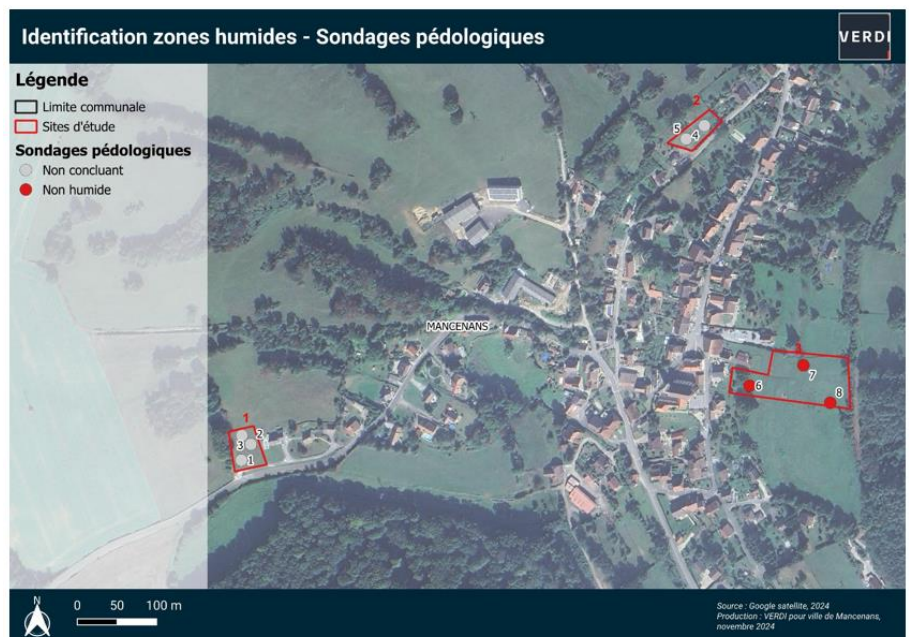 Identification zones humides - Sondages pédologiques
VERDI
Légende
Limite communale
Sites d'étude
Sondages pédologiques
Non concluant
Non humide
2
5
4
MANCENANS
3
7
6
8
1
2
3
1
N
0 50 100 m
Source : Google satellite, 2024
Production : VERDI pour ville de Mancenans,
novembre 2024